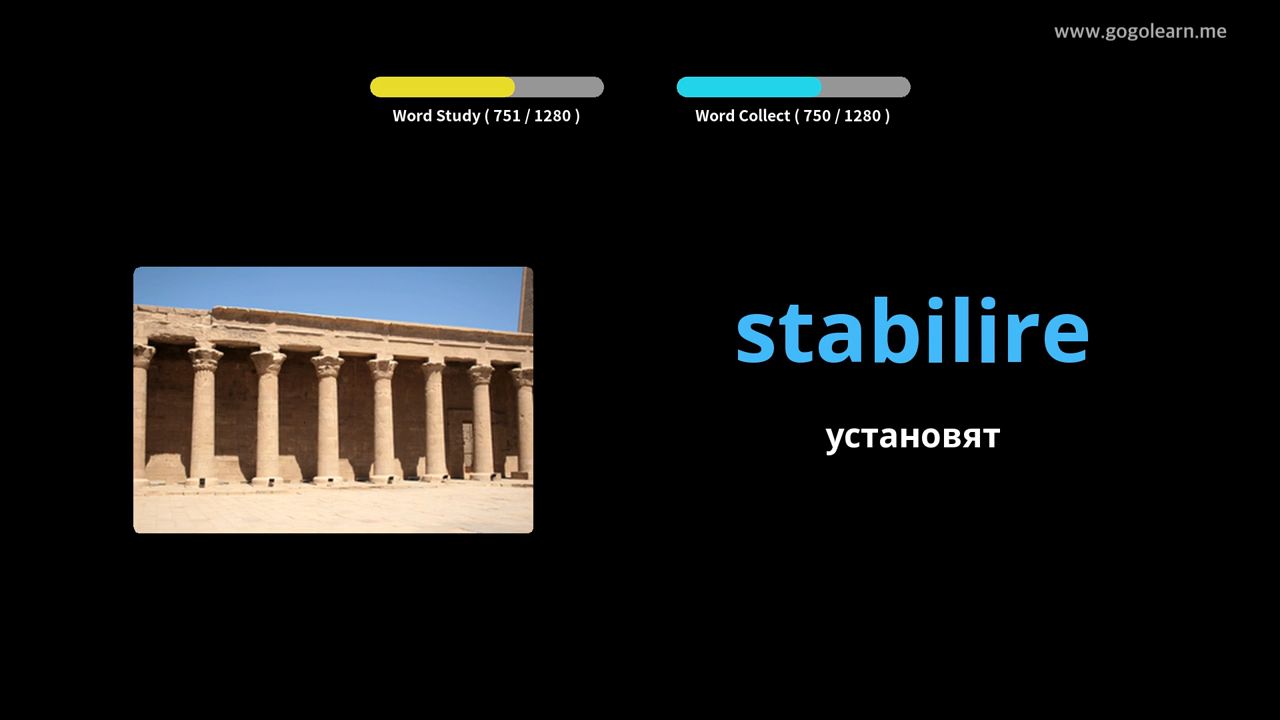 www.gogolearn.me
Word Study ( 751 / 1280 )
Word Collect ( 750 / 1280 )
stabilire
установят